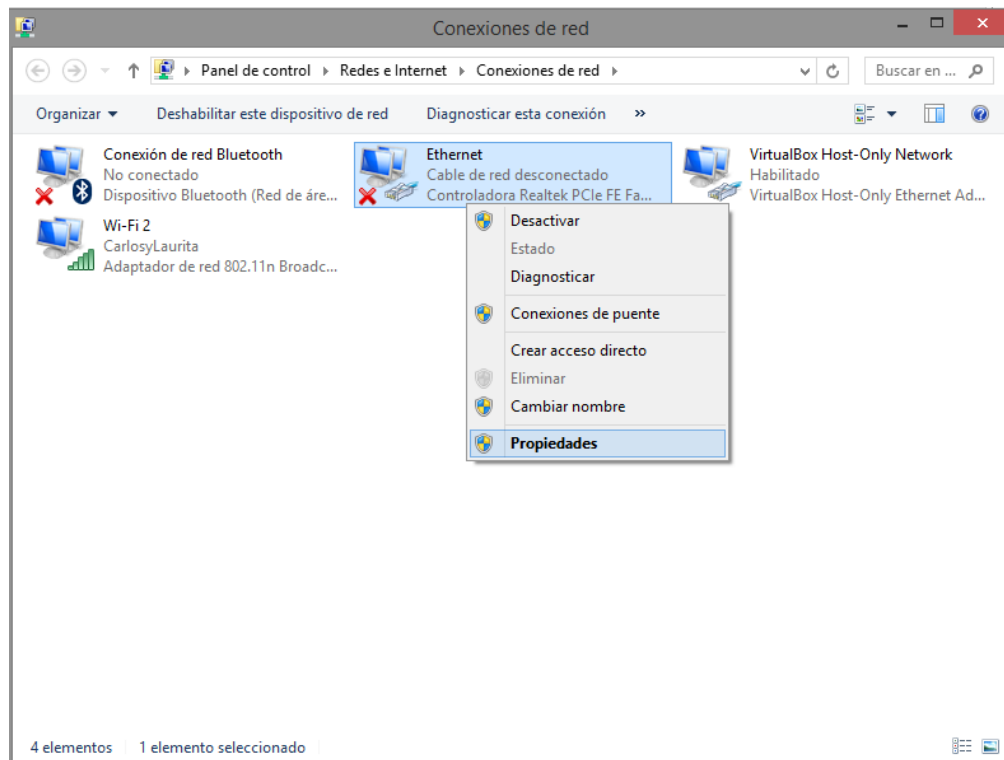 Conexiones de red
Panel de control Redes e Internet Conexiones de red
Buscar en ...
Organizar Deshabilitar este dispositivo de red Diagnosticar esta conexión »
Conexión de red Bluetooth
No conectado
Dispositivo Bluetooth (Red de áre...
Ethernet
Cable de red desconectado
Controladora Realtek PCIe FE Fa...
VirtualBox Host-Only Network
Habilitado
VirtualBox Host-Only Ethernet Ad...
Wi-Fi 2
CarlosyLaurita
Adaptador de red 802.11n Broadc...
Desactivar
Estado
Diagnosticar
Conexiones de puente
Crear acceso directo
Eliminar
Cambiar nombre
Propiedades
4 elementos 1 elemento seleccionado